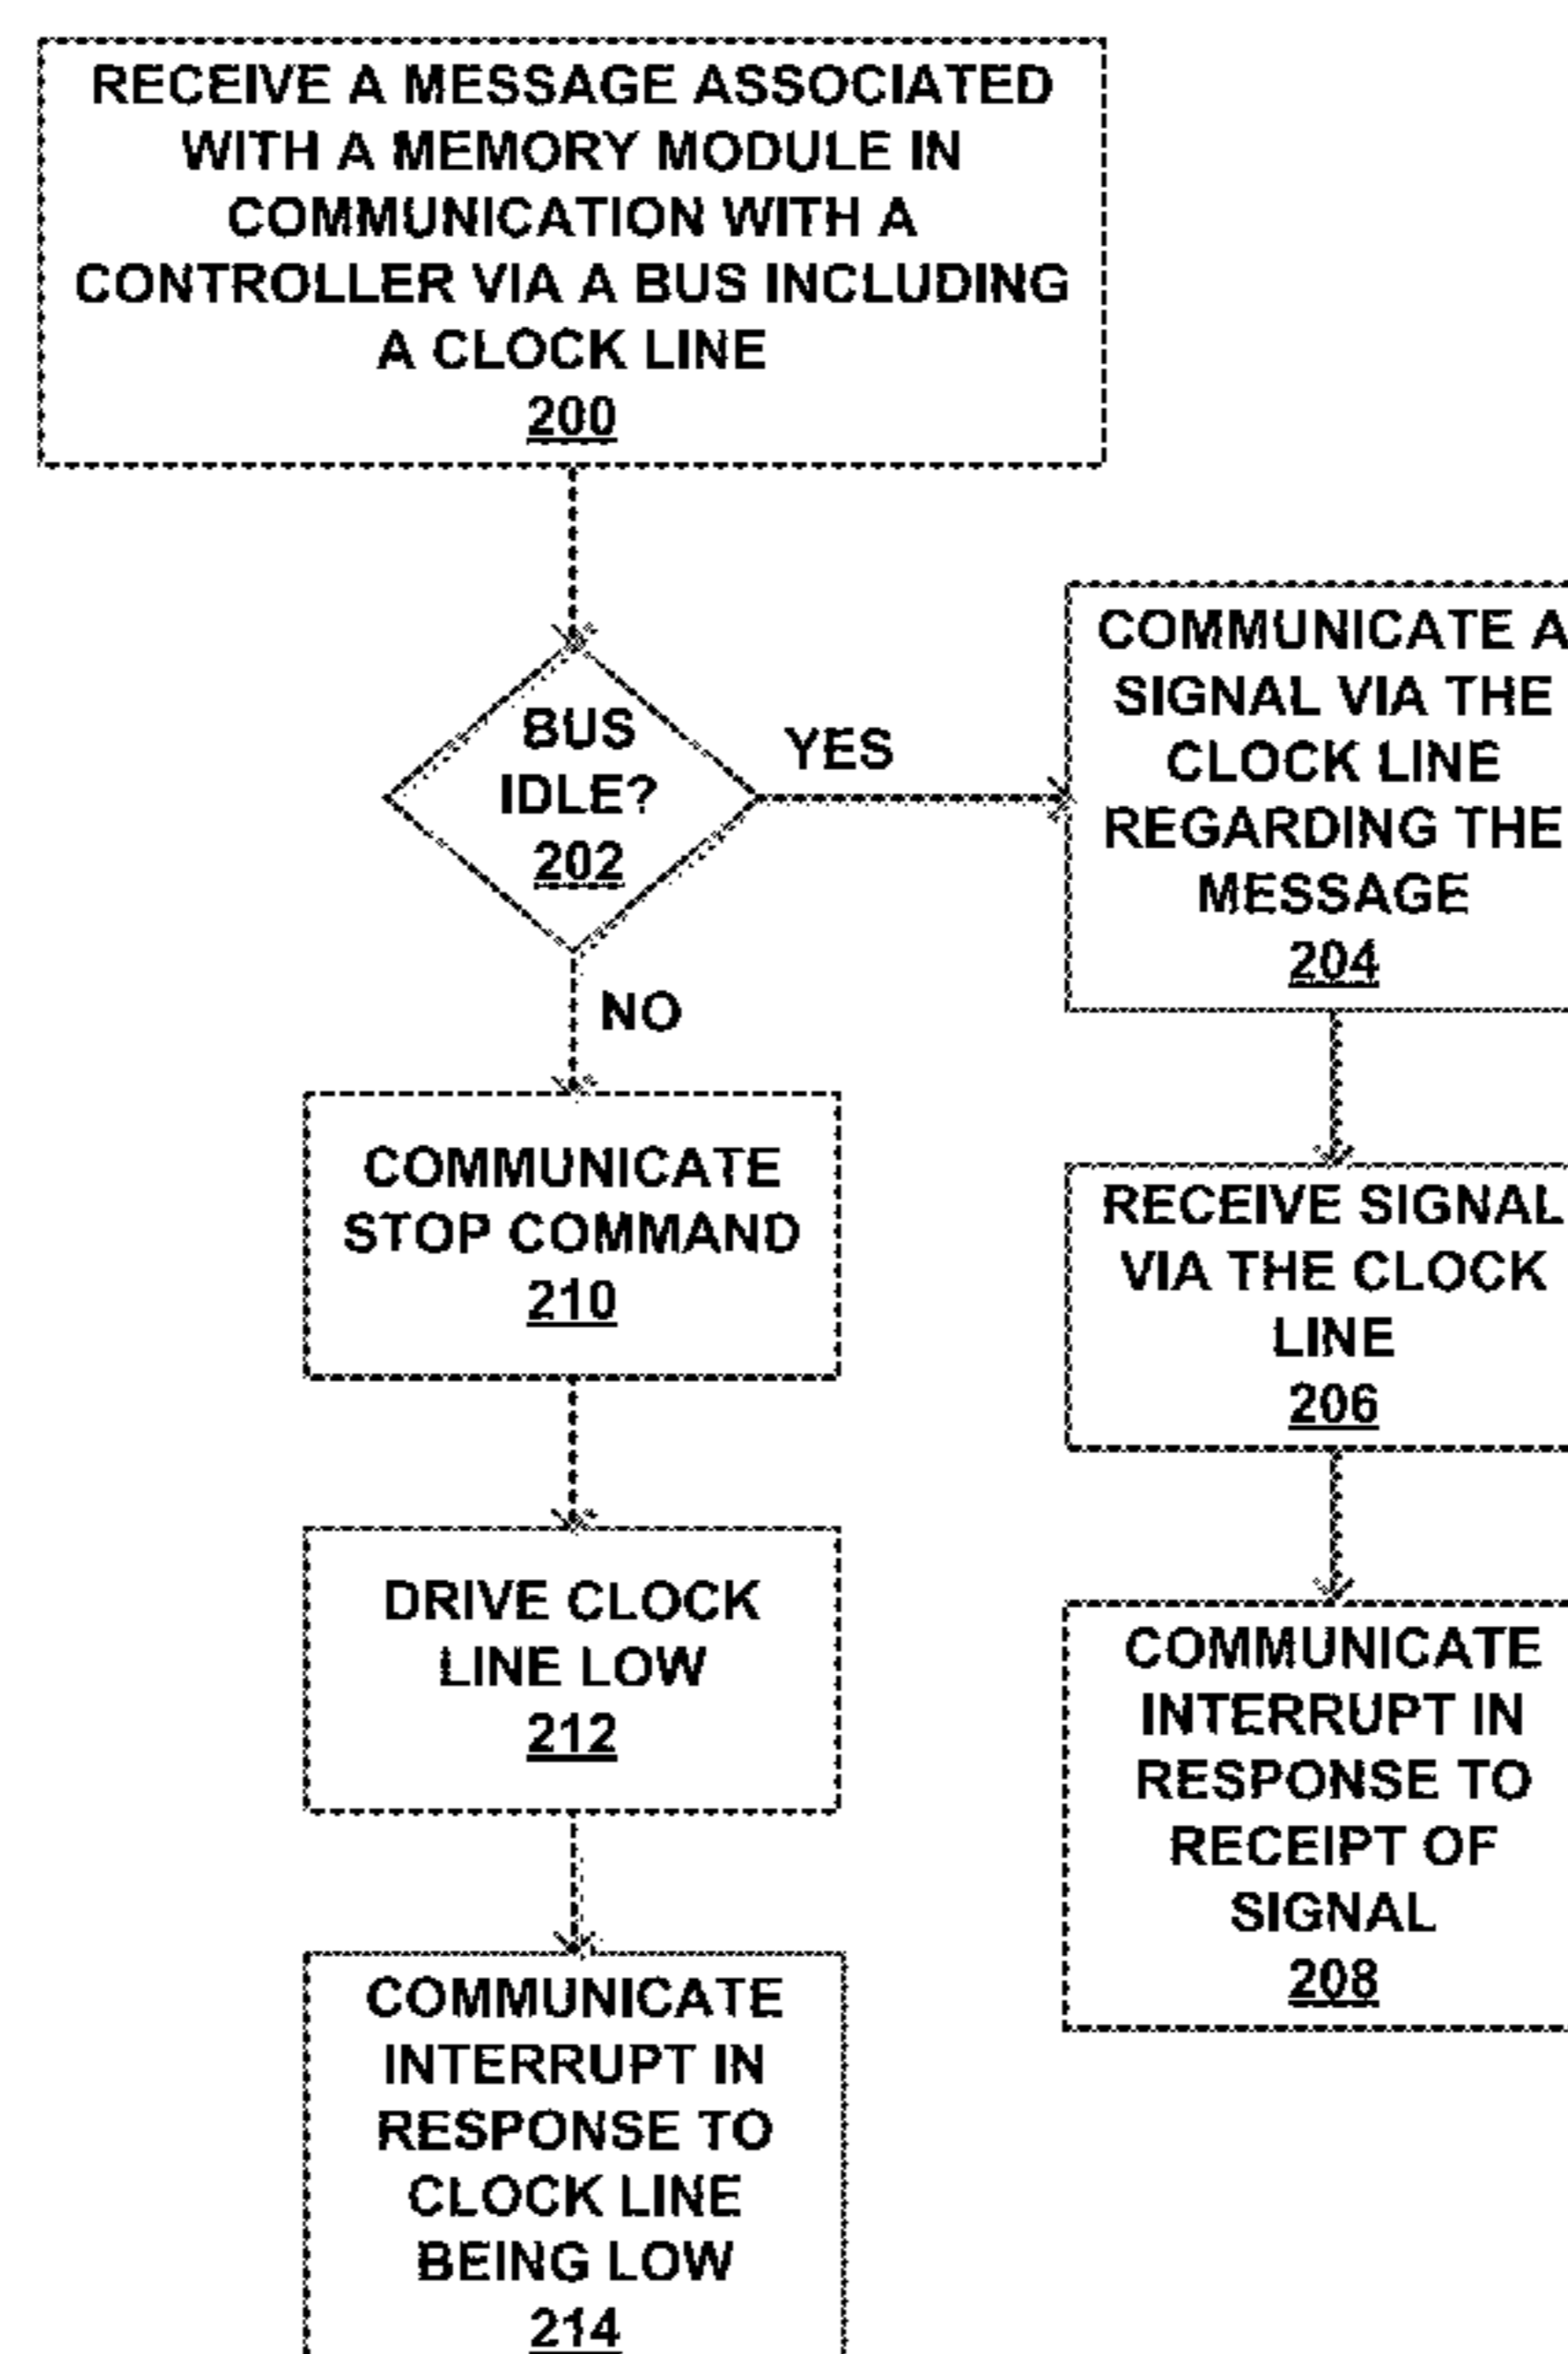 RECEIVE A MESSAGE ASSOCIATED
WITH A MEMORY MODULE IN
COMMUNICATION WITH A
CONTROLLER VIA A BUS INCLUDING
A CLOCK LINE
200
BUS
IDLE?
202
YES
NO
COMMUNICATE A
SIGNAL VIA THE
CLOCK LINE
REGARDING THE
MESSAGE
204
RECEIVE SIGNAL
VIA THE CLOCK
LINE
206
COMMUNICATE
INTERRUPT IN
RESPONSE TO
RECEIPT OF
SIGNAL
208
COMMUNICATE
STOP COMMAND
210
DRIVE CLOCK
LINE LOW
212
COMMUNICATE
INTERRUPT IN
RESPONSE TO
CLOCK LINE
BEING LOW
214